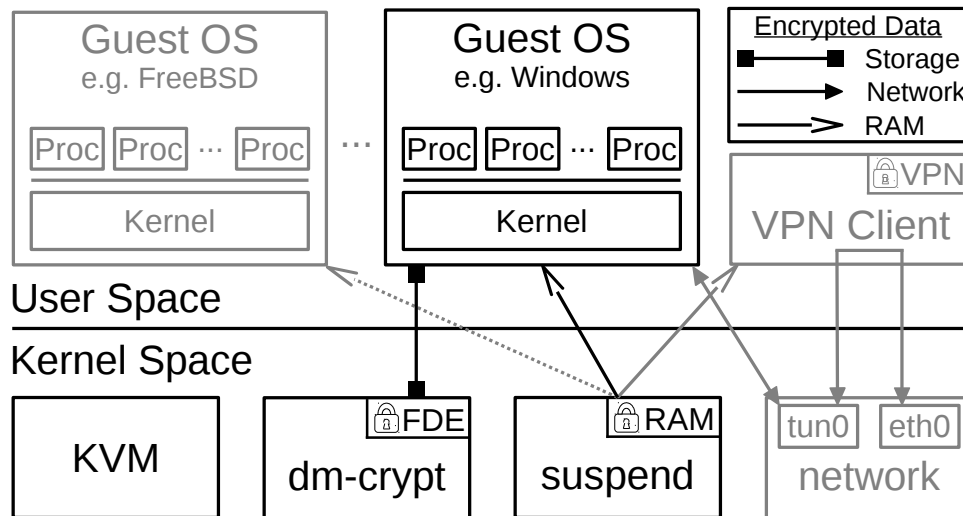 Guest OS
e.g. FreeBSD
Proc Proc ... Proc
Kernel
...
Guest OS
e.g. Windows
Proc Proc ... Proc
Kernel
Encrypted Data
Storage
Network
RAM
VPN
VPN Client
User Space
Kernel Space
KVM
FDE
dm-crypt
RAM
suspend
tun0 eth0
network